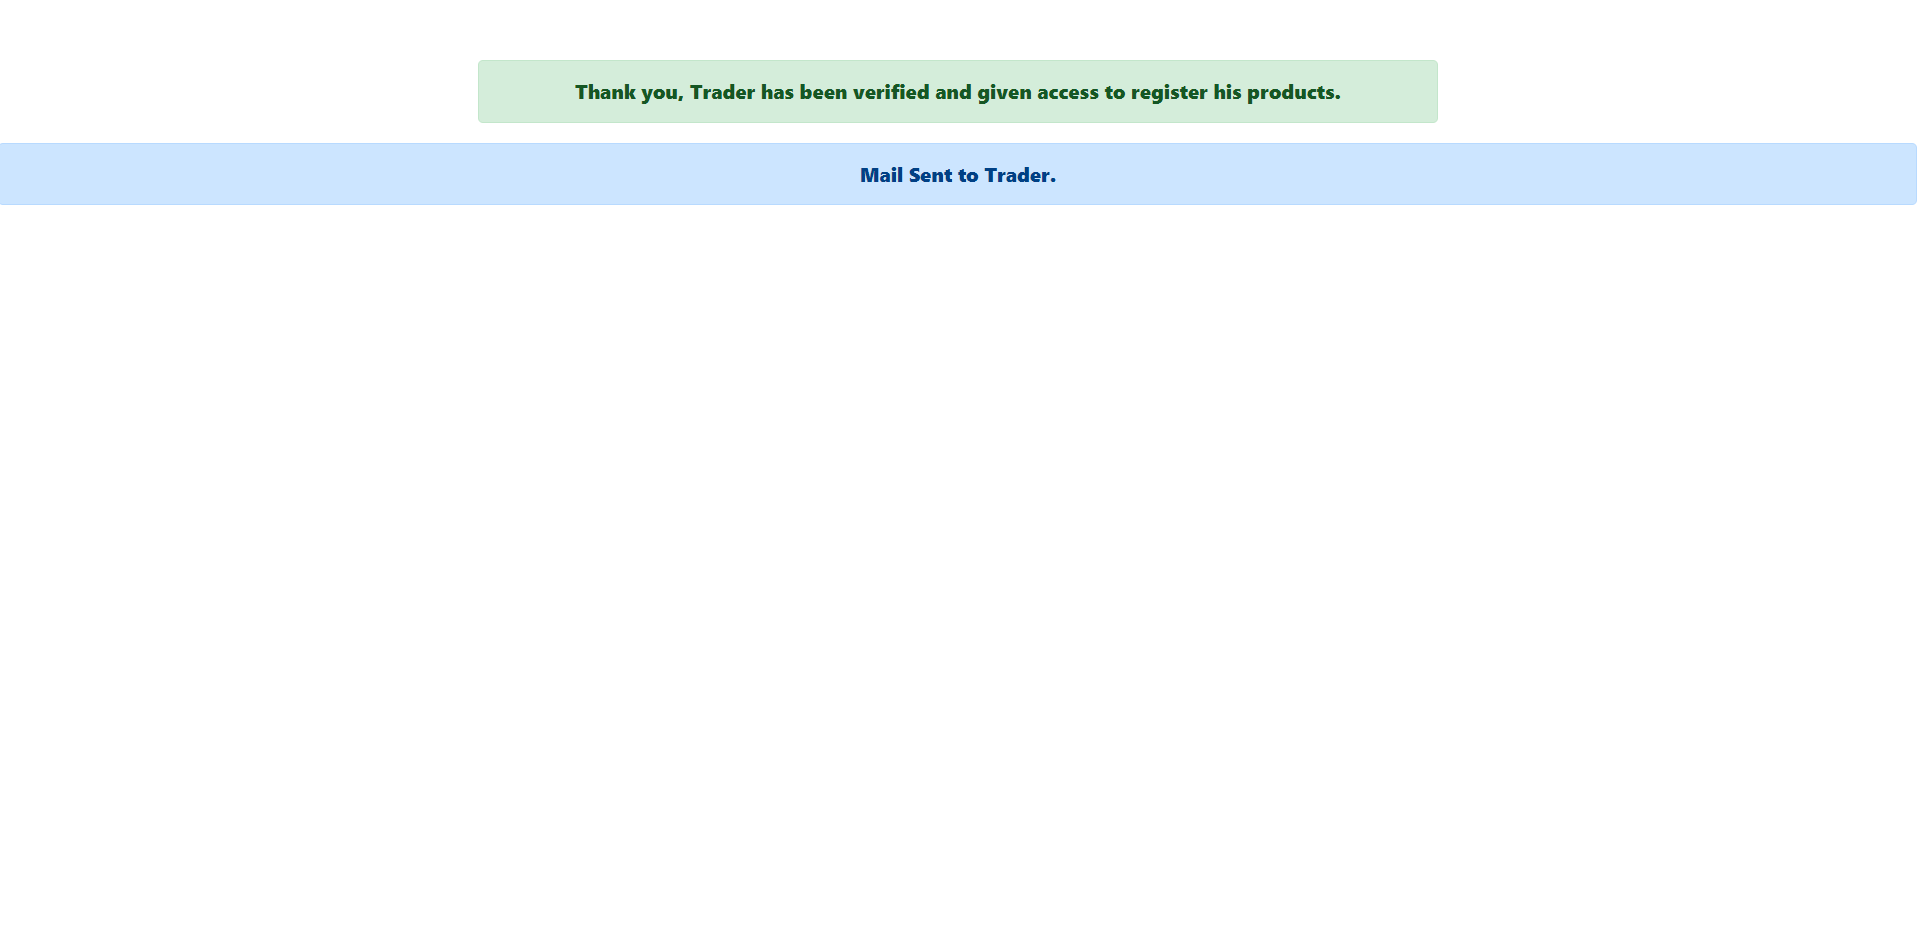 Thank you, Trader has been verified and given access to register his products.
Mail Sent to Trader.